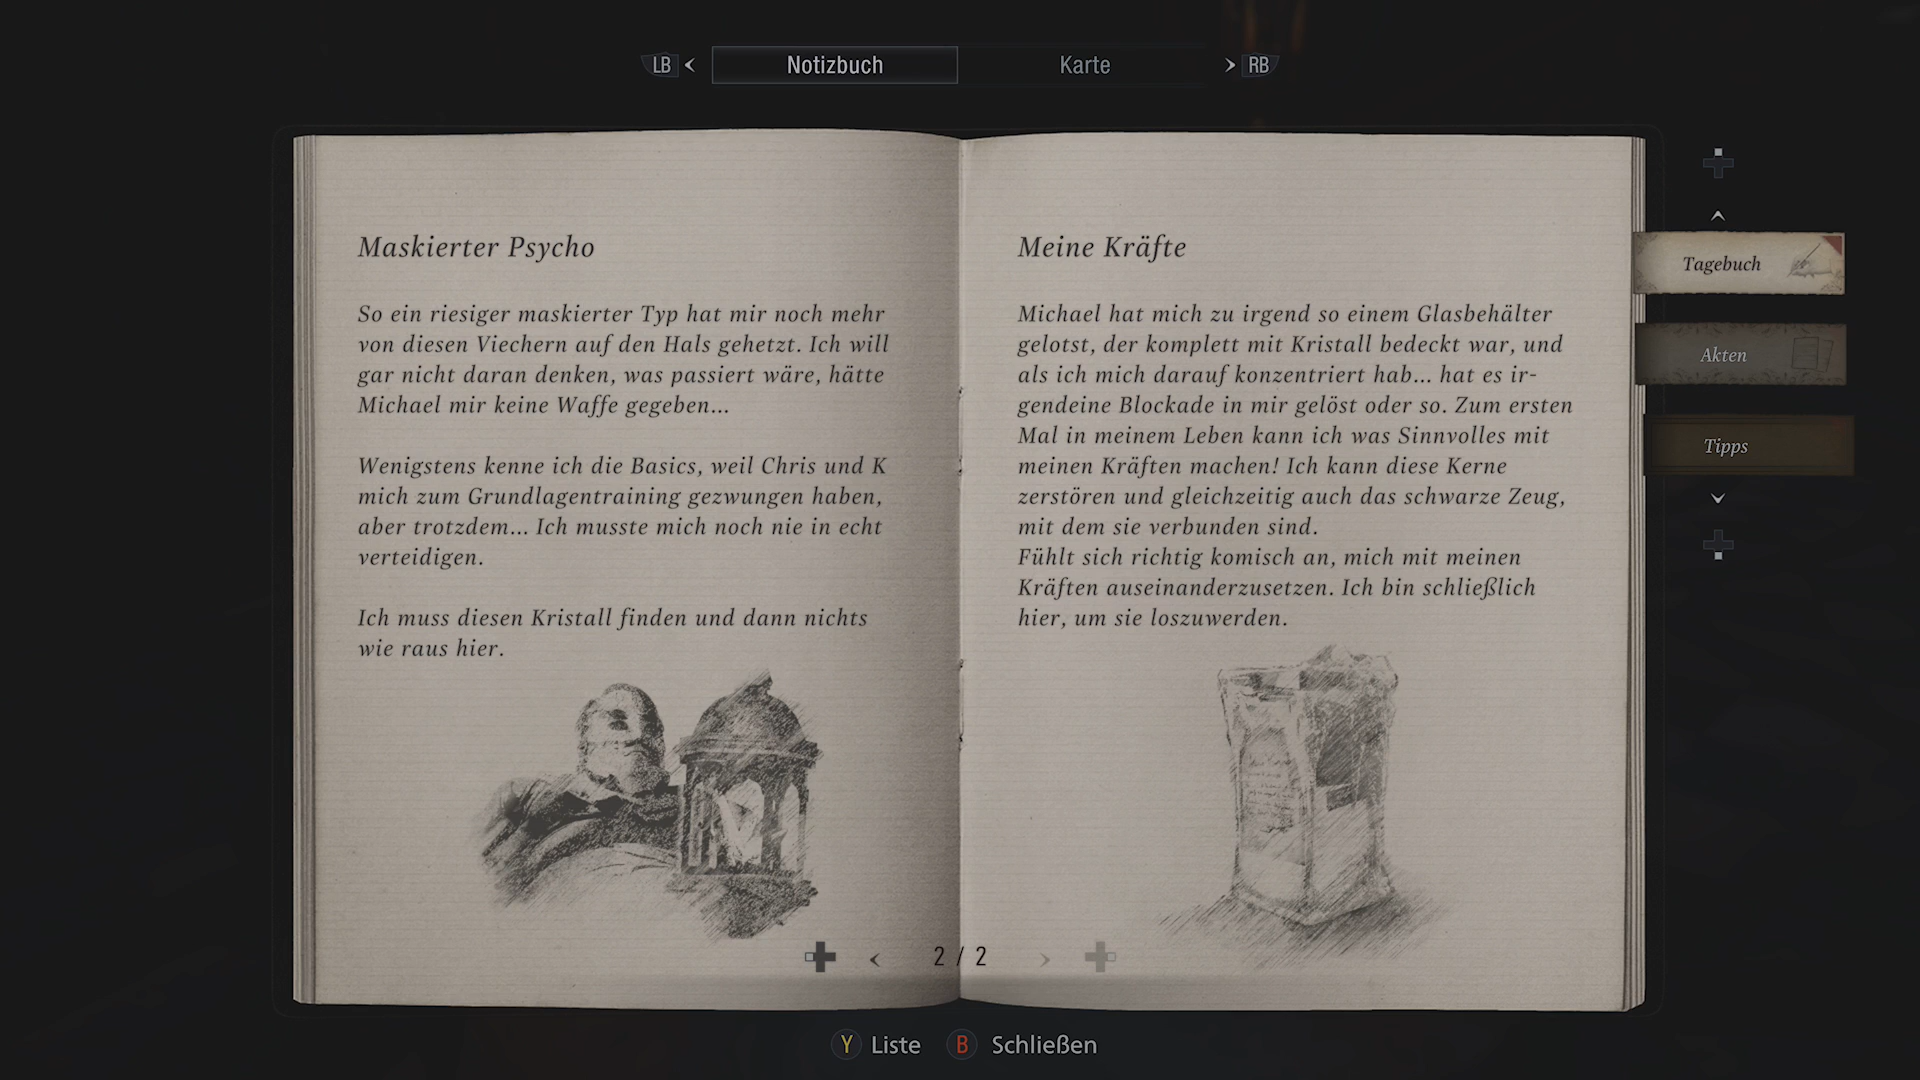 LB
Notizbuch
Karte
RB
Maskierter Psycho
So ein riesiger maskierter Typ hat mir noch mehr
von diesen Viechern auf den Hals gehetzt. Ich will
gar nicht daran denken, was passiert wäre, hätte
Michael mir keine Waffe gegeben...
Wenigstens kenne ich die Basics, weil Chris und K
mich zum Grundlagentraining gezwungen haben,
aber trotzdem... Ich musste mich noch nie in echt
verteidigen.
Ich muss diesen Kristall finden und dann nichts
wie raus hier.
Meine Kräfte
Michael hat mich zu irgend so einem Glasbehälter
gelotst, der komplett mit Kristall bedeckt war, und
als ich mich darauf konzentriert hab... hat es ir-
gendeine Blockade in mir gelöst oder so. Zum ersten
Mal in meinem Leben kann ich was Sinnvolles mit
meinen Kräften machen! Ich kann diese Kerne
zerstören und gleichzeitig auch das schwarze Zeug,
mit dem sie verbunden sind.
Fühlt sich richtig komisch an, mich mit meinen
Kräften auseinanderzusetzen. Ich bin schließlich
hier, um sie loszuwerden.
Tagebuch
Akten
Tipps
2 / 2
Y Liste
B Schließen